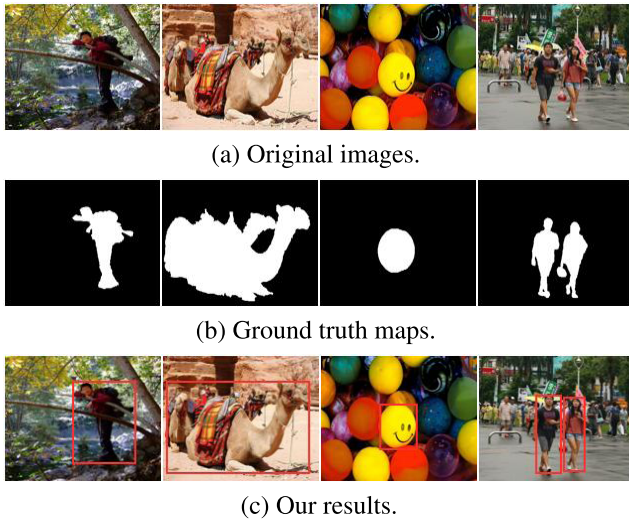 (a) Original images.
(b) Ground truth maps.
(c) Our results.